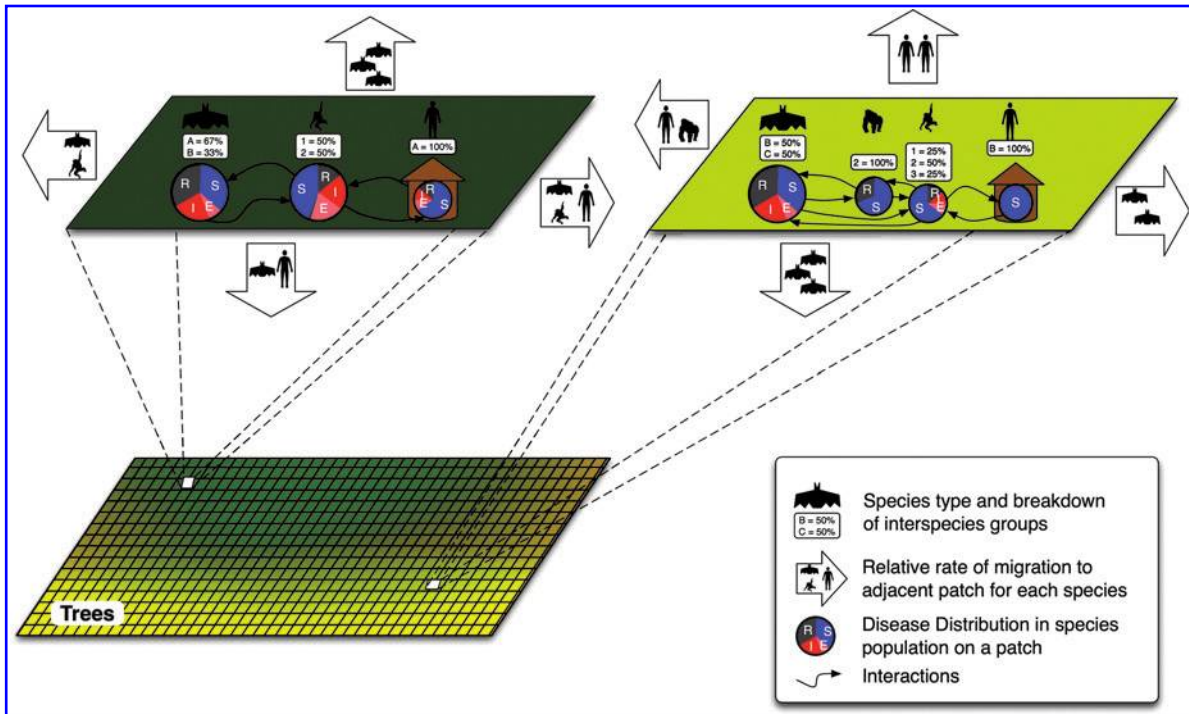 A = 67%
B = 33%
1 = 50%
2 = 50%
A = 100%
R
S
I
E
S
R
I
E
R
I
E
S
B = 50%
C = 50%
2 = 100%
1 = 25%
2 = 50%
3 = 25%
B = 100%
R
S
I
E
R
S
R
I
E
S
S
Trees
Species type and breakdown
of interspecies groups
B = 50%
C = 50%
Relative rate of migration to
adjacent patch for each species
Disease Distribution in species
population on a patch
R
S
I
E
Interactions